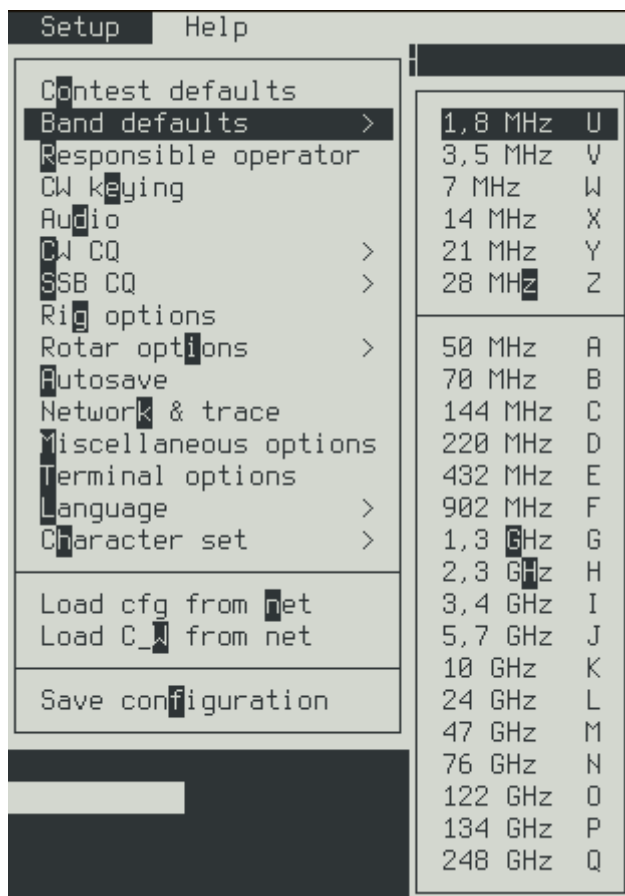 Setup Help
Contest defaults
Band defaults >
Responsible operator
CW keying
Audio
CW CQ >
SSB CQ >
Rig options
Rotar options >
Autosave
Network & trace
Miscellaneous options
Terminal options
Language >
Character set >
Load cfg from net
Load C_W from net
Save configuration
1,8 MHz U
3,5 MHz V
7 MHz W
14 MHz X
21 MHz Y
28 MHz Z
50 MHz A
70 MHz B
144 MHz C
220 MHz D
432 MHz E
902 MHz F
1,3 GHz G
2,3 GHz H
3,4 GHz I
5,7 GHz J
10 GHz K
24 GHz L
47 GHz M
76 GHz N
122 GHz O
134 GHz P
248 GHz Q